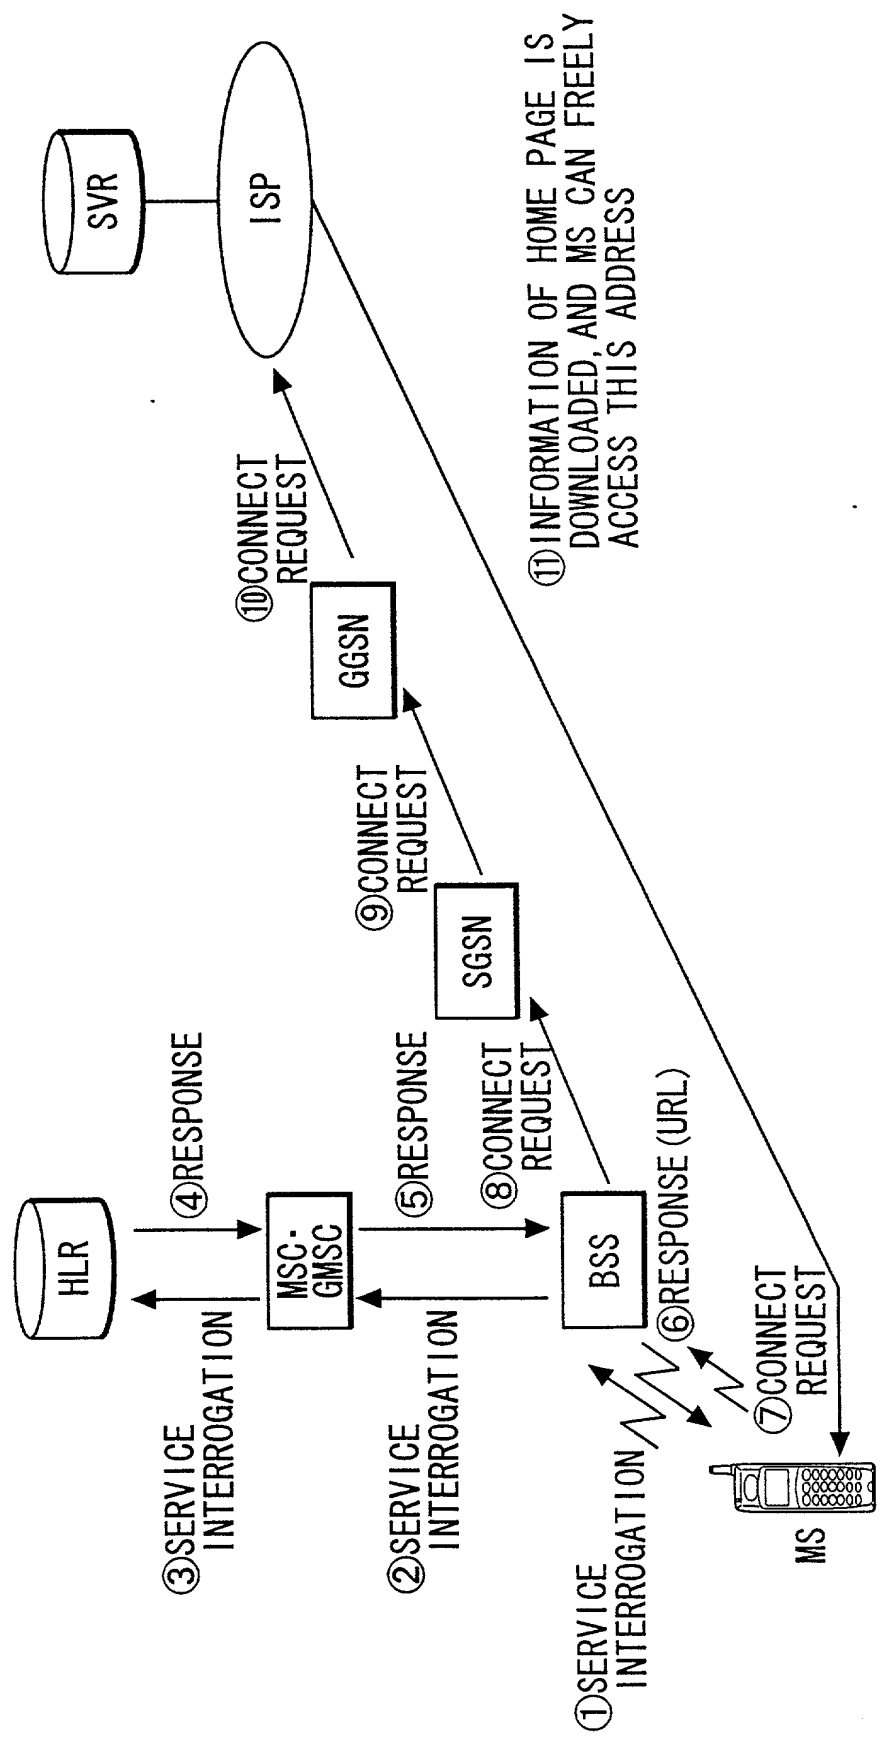 HLR
④RESPONSE
③SERVICE
INTERROGATION
MSC·
GMSC
⑤RESPONSE
②SERVICE
INTERROGATION
BSS
①SERVICE
INTERROGATION
⑥RESPONSE(URL)
⑦CONNECT
REQUEST
MS
⑧CONNECT
REQUEST
SGSN
⑨CONNECT
REQUEST
GGSN
⑩CONNECT
REQUEST
SVR
ISP
⑪INFORMATION OF HOME PAGE IS
DOWNLOADED, AND MS CAN FREELY
ACCESS THIS ADDRESS